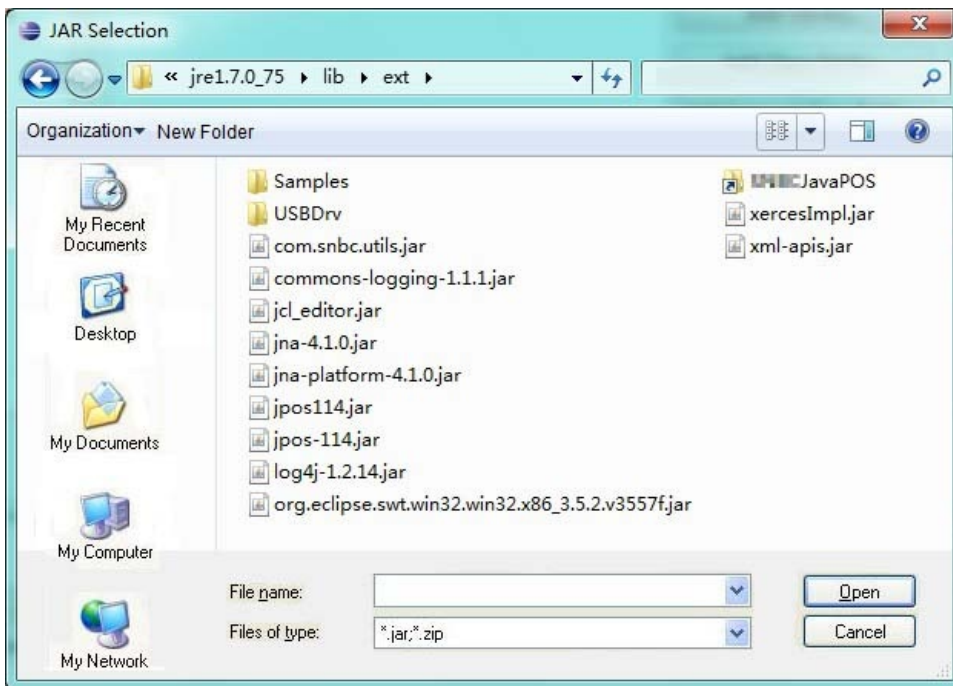 JAR Selection
« jre1.7.0_75 ▸ lib ▸ ext ▸
Organization New Folder
My Recent
Documents
Desktop
My Documents
My Computer
My Network
Samples
USBDrv
com.snbc.utils.jar
commons-logging-1.1.1.jar
jcl_editor.jar
jna-4.1.0.jar
jna-platform-4.1.0.jar
jpos114.jar
jpos-114.jar
log4j-1.2.14.jar
org.eclipse.swt.win32.win32.x86_3.5.2.v3557f.jar
JavaPOS
xercesImpl.jar
xml-apis.jar
File name:
Open
Files of type:
*.jar;*.zip
Cancel